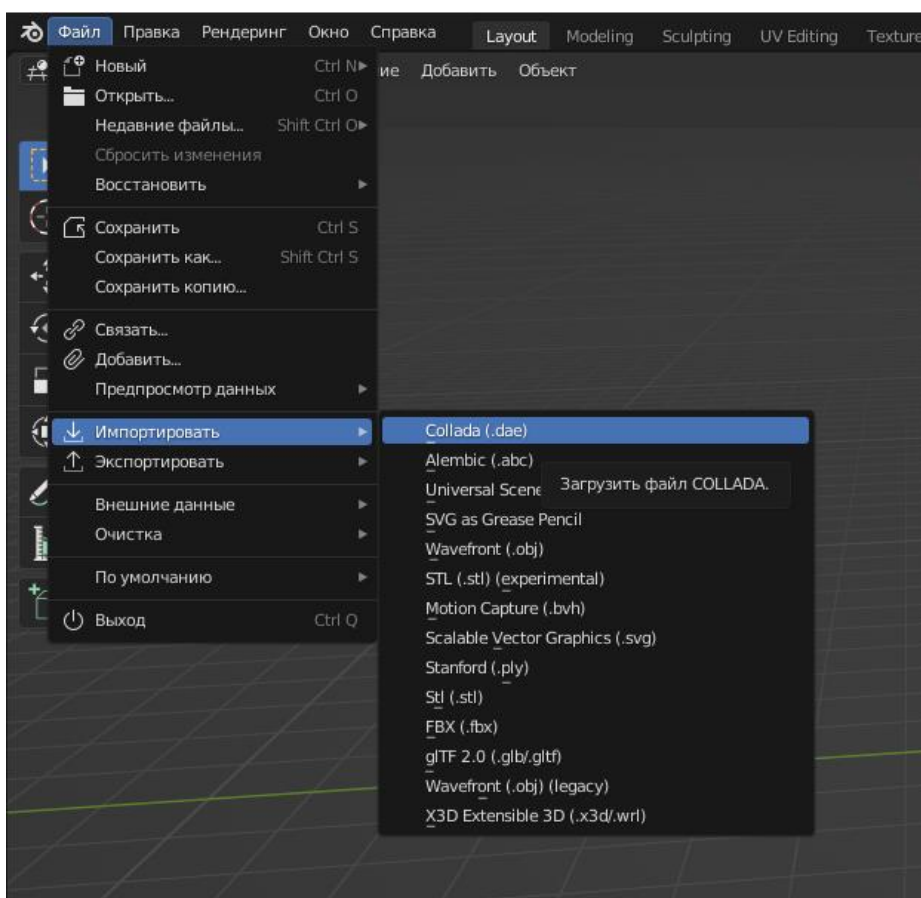 Файл Правка Рендеринг Окно Справка Layout Modeling Sculpting UV Editing Texture
ие Добавить Объект
Новый Ctrl N
Открыть... Ctrl O
Недавние файлы... Shift Ctrl O
Сбросить изменения
Восстановить
Сохранить Ctrl S
Сохранить как... Shift Ctrl S
Сохранить копию...
Связать...
Добавить...
Предпросмотр данных
Импортировать
Экспортировать
Внешние данные
Очистка
По умолчанию
Выход Ctrl Q
Collada (.dae)
Alembic (.abc)
Universal Scene
Загрузить файл COLLADA.
SVG as Grease Pencil
Wavefront (.obj)
STL (.stl) (experimental)
Motion Capture (.bvh)
Scalable Vector Graphics (.svg)
Stanford (.ply)
Stl (.stl)
FBX (.fbx)
glTF 2.0 (.glb/.gltf)
Wavefront (.obj) (legacy)
X3D Extensible 3D (.x3d/.wrl)